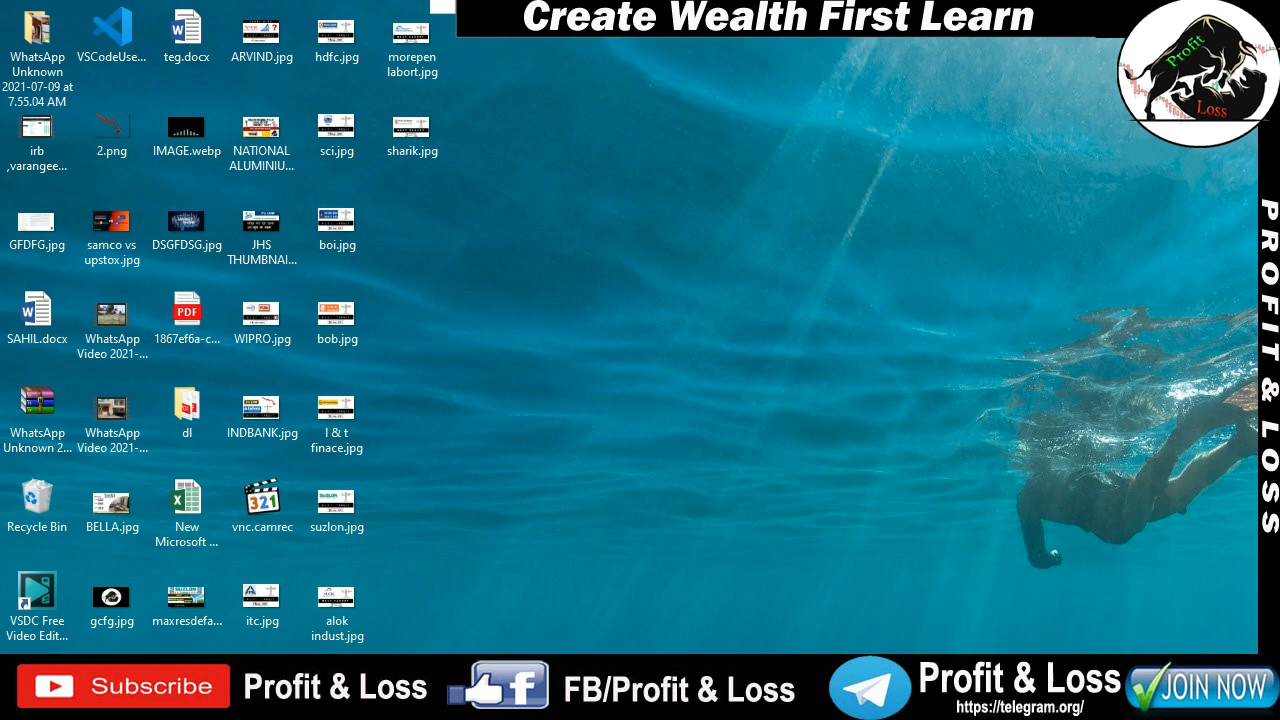 Create Wealth First Learn
Profit
Loss
WhatsApp
Unknown
2021-07-09 at
7.55.04 AM
VSCodeUse...
teg.docx
ARVIND.jpg
hdfc.jpg
morepen
labort.jpg
irb
,varangee...
2.png
IMAGE.webp
NATIONAL
ALUMINIU...
sci.jpg
sharik.jpg
GFDFG.jpg
samco vs
upstox.jpg
DSGFDSG.jpg
JHS
THUMBNAI...
boi.jpg
SAHIL.docx
WhatsApp
Video 2021-...
PDF
1867ef6a-c...
WIPRO.jpg
bob.jpg
WhatsApp
Unknown 2...
WhatsApp
Video 2021-...
dl
INDBANK.jpg
l & t
finace.jpg
Recycle Bin
BELLA.jpg
New
Microsoft ...
321
vnc.camrec
SUZLON
suzlon.jpg
VSDC Free
Video Edit...
gcfg.jpg
SUZLON
maxresdefa...
itc.jpg
alok
indust.jpg
PROFIT & LOSS
Subscribe
Profit & Loss
f
FB/Profit & Loss
Profit & Loss
https://telegram.org/
JOIN NOW